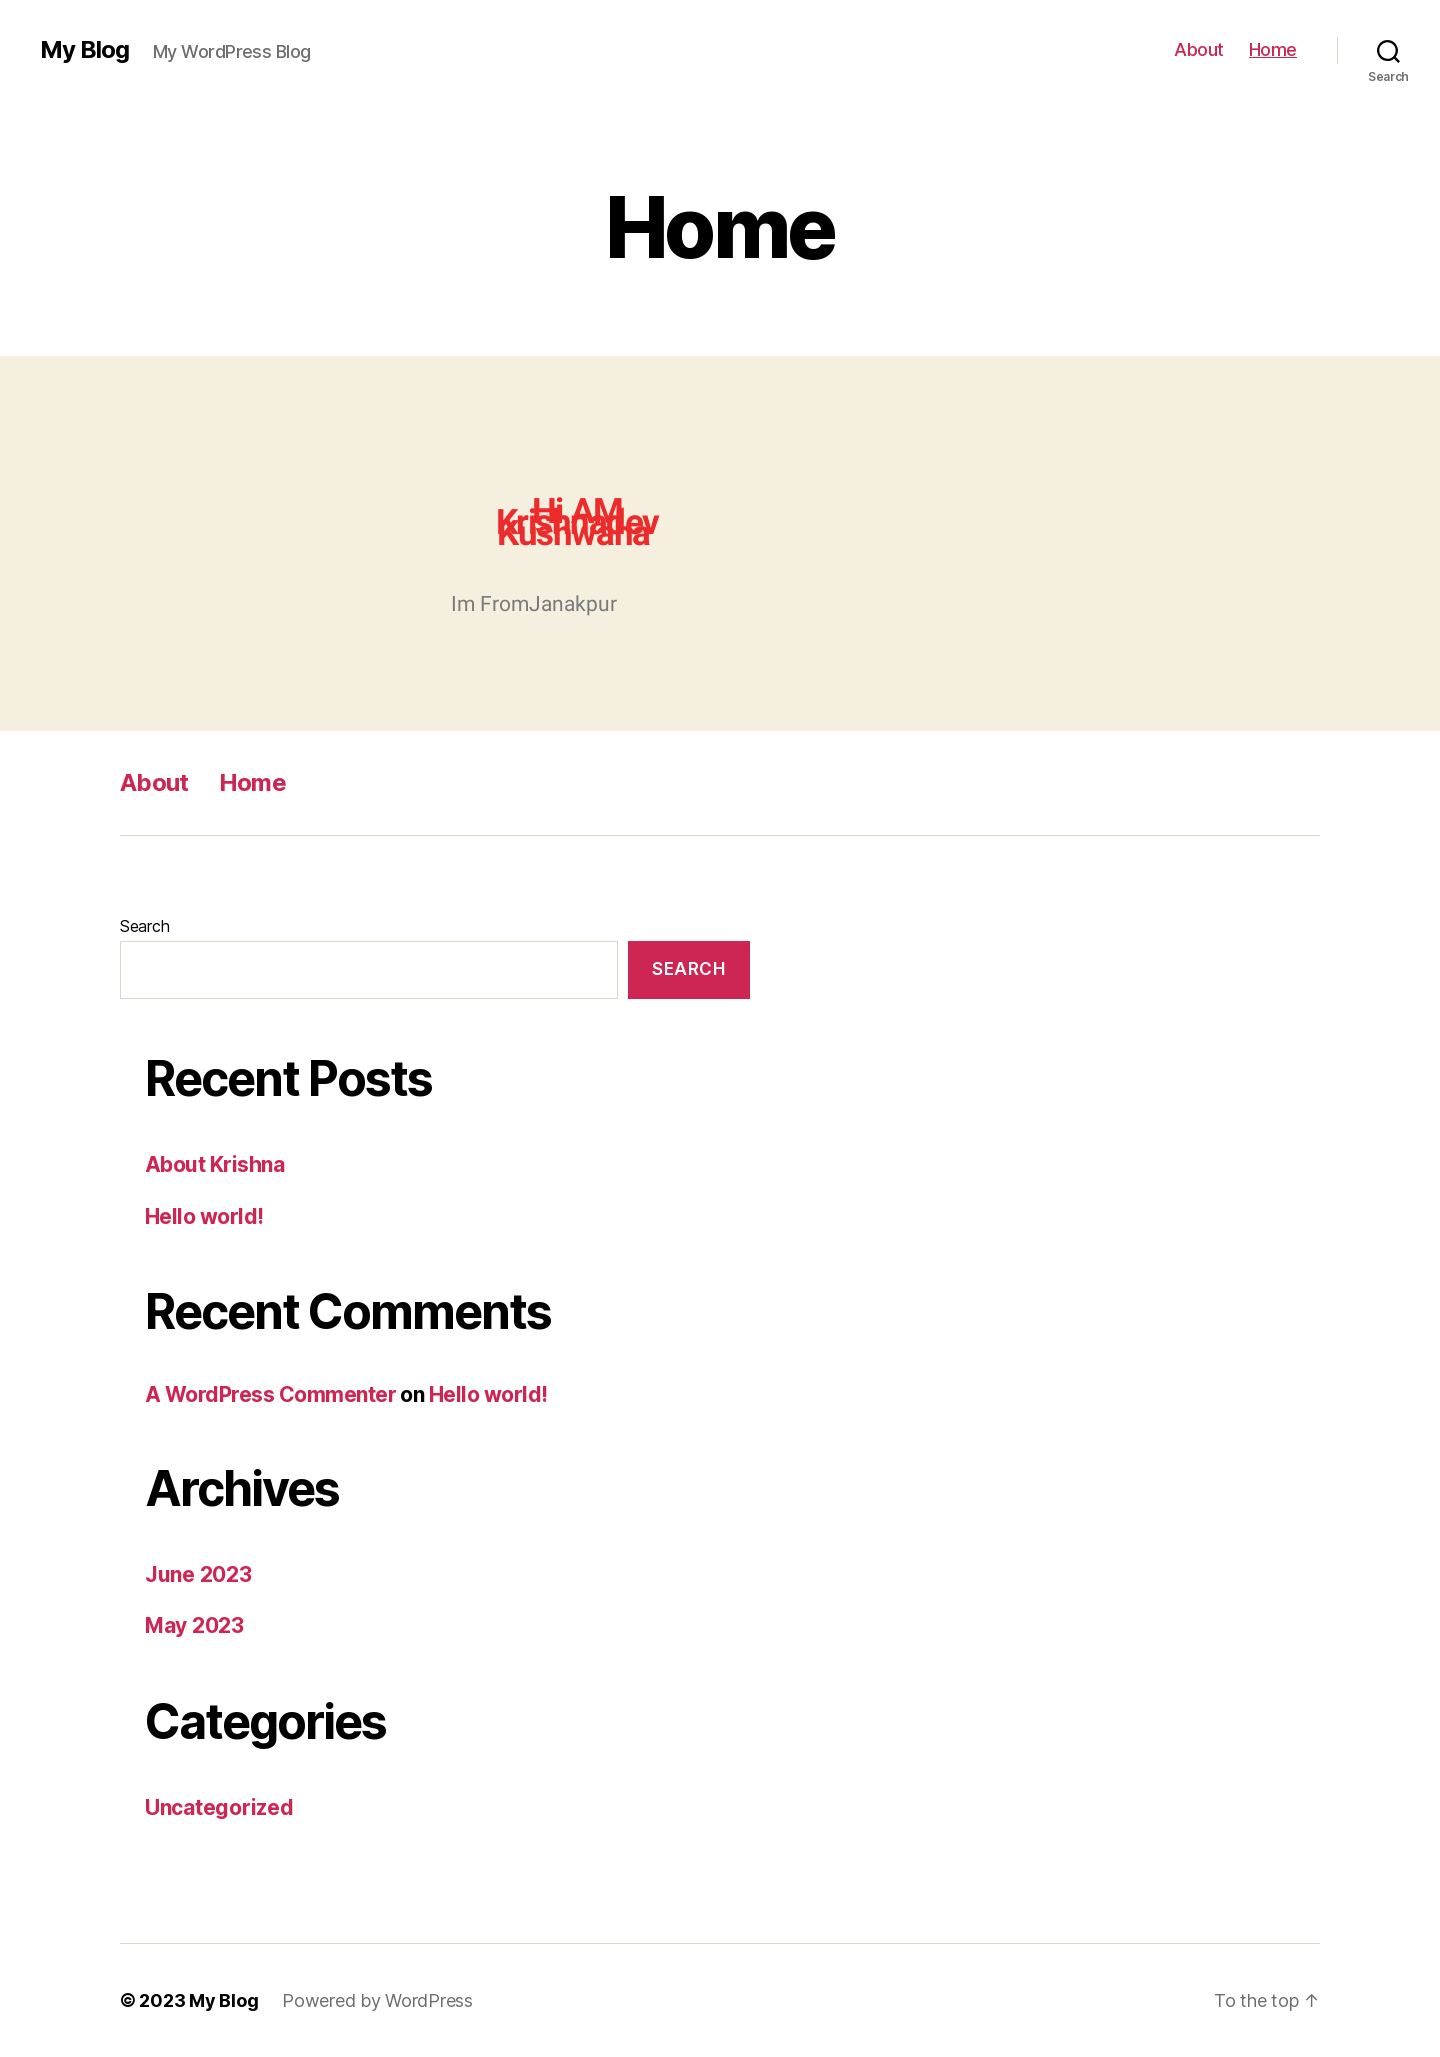 My Blog My WordPress Blog About Home
Search
Home
Hi AM
Krishnadev
Kushwaha
Im FromJanakpur
About Home
Search
SEARCH
Recent Posts
About Krishna
Hello world!
Recent Comments
A WordPress Commenter on Hello world!
Archives
June 2023
May 2023
Categories
Uncategorized
© 2023 My Blog Powered by WordPress To the top ↑